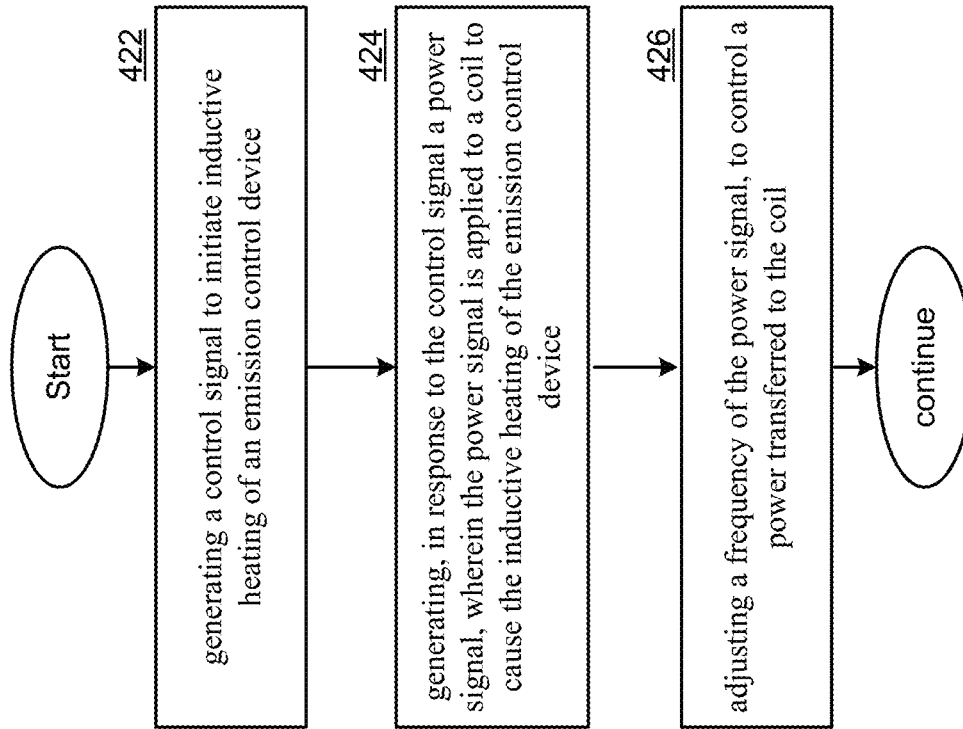 Start
422
generating a control signal to initiate inductive
heating of an emission control device
424
generating, in response to the control signal a power
signal, wherein the power signal is applied to a coil to
cause the inductive heating of the emission control
device
426
adjusting a frequency of the power signal, to control a
power transferred to the coil
continue